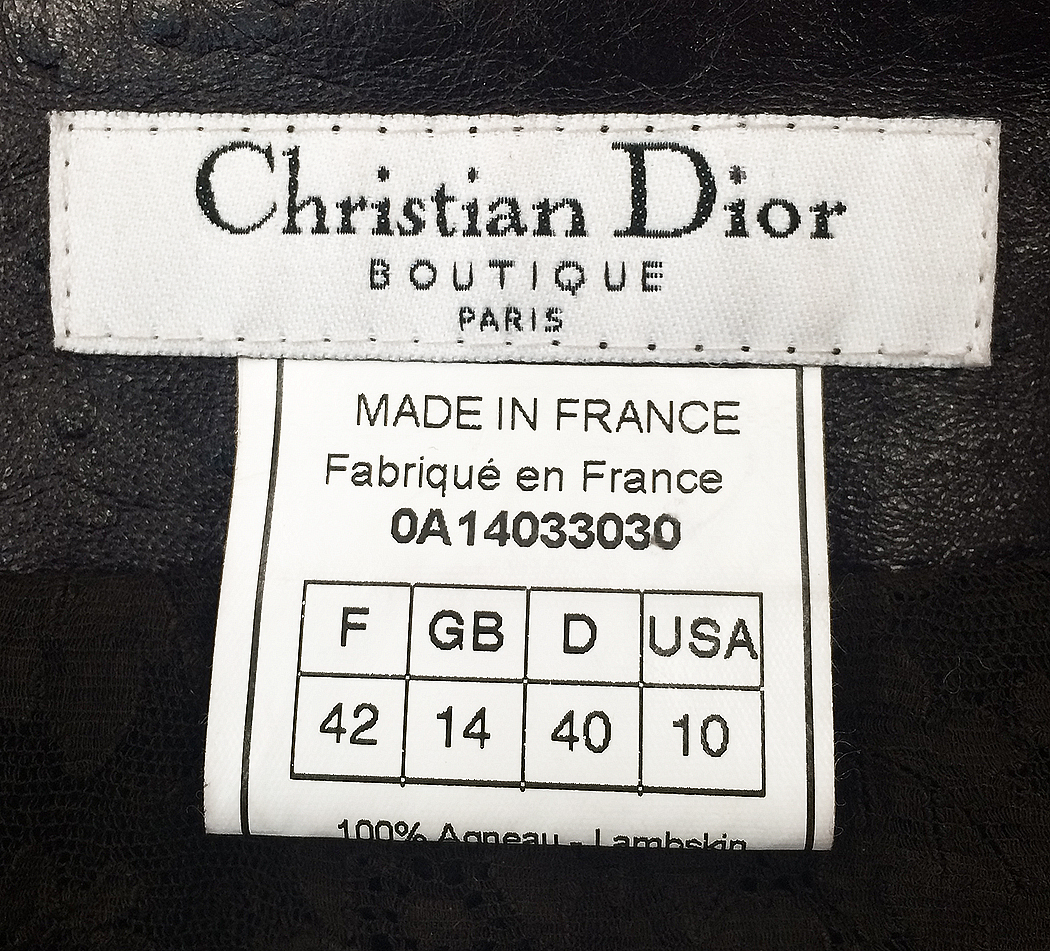 Christian Dior
BOUTIQUE
PARIS
MADE IN FRANCE
Fabriqué en France
0A14033030
F GB D USA
42 14 40 10
100% Agneau - Lambskin